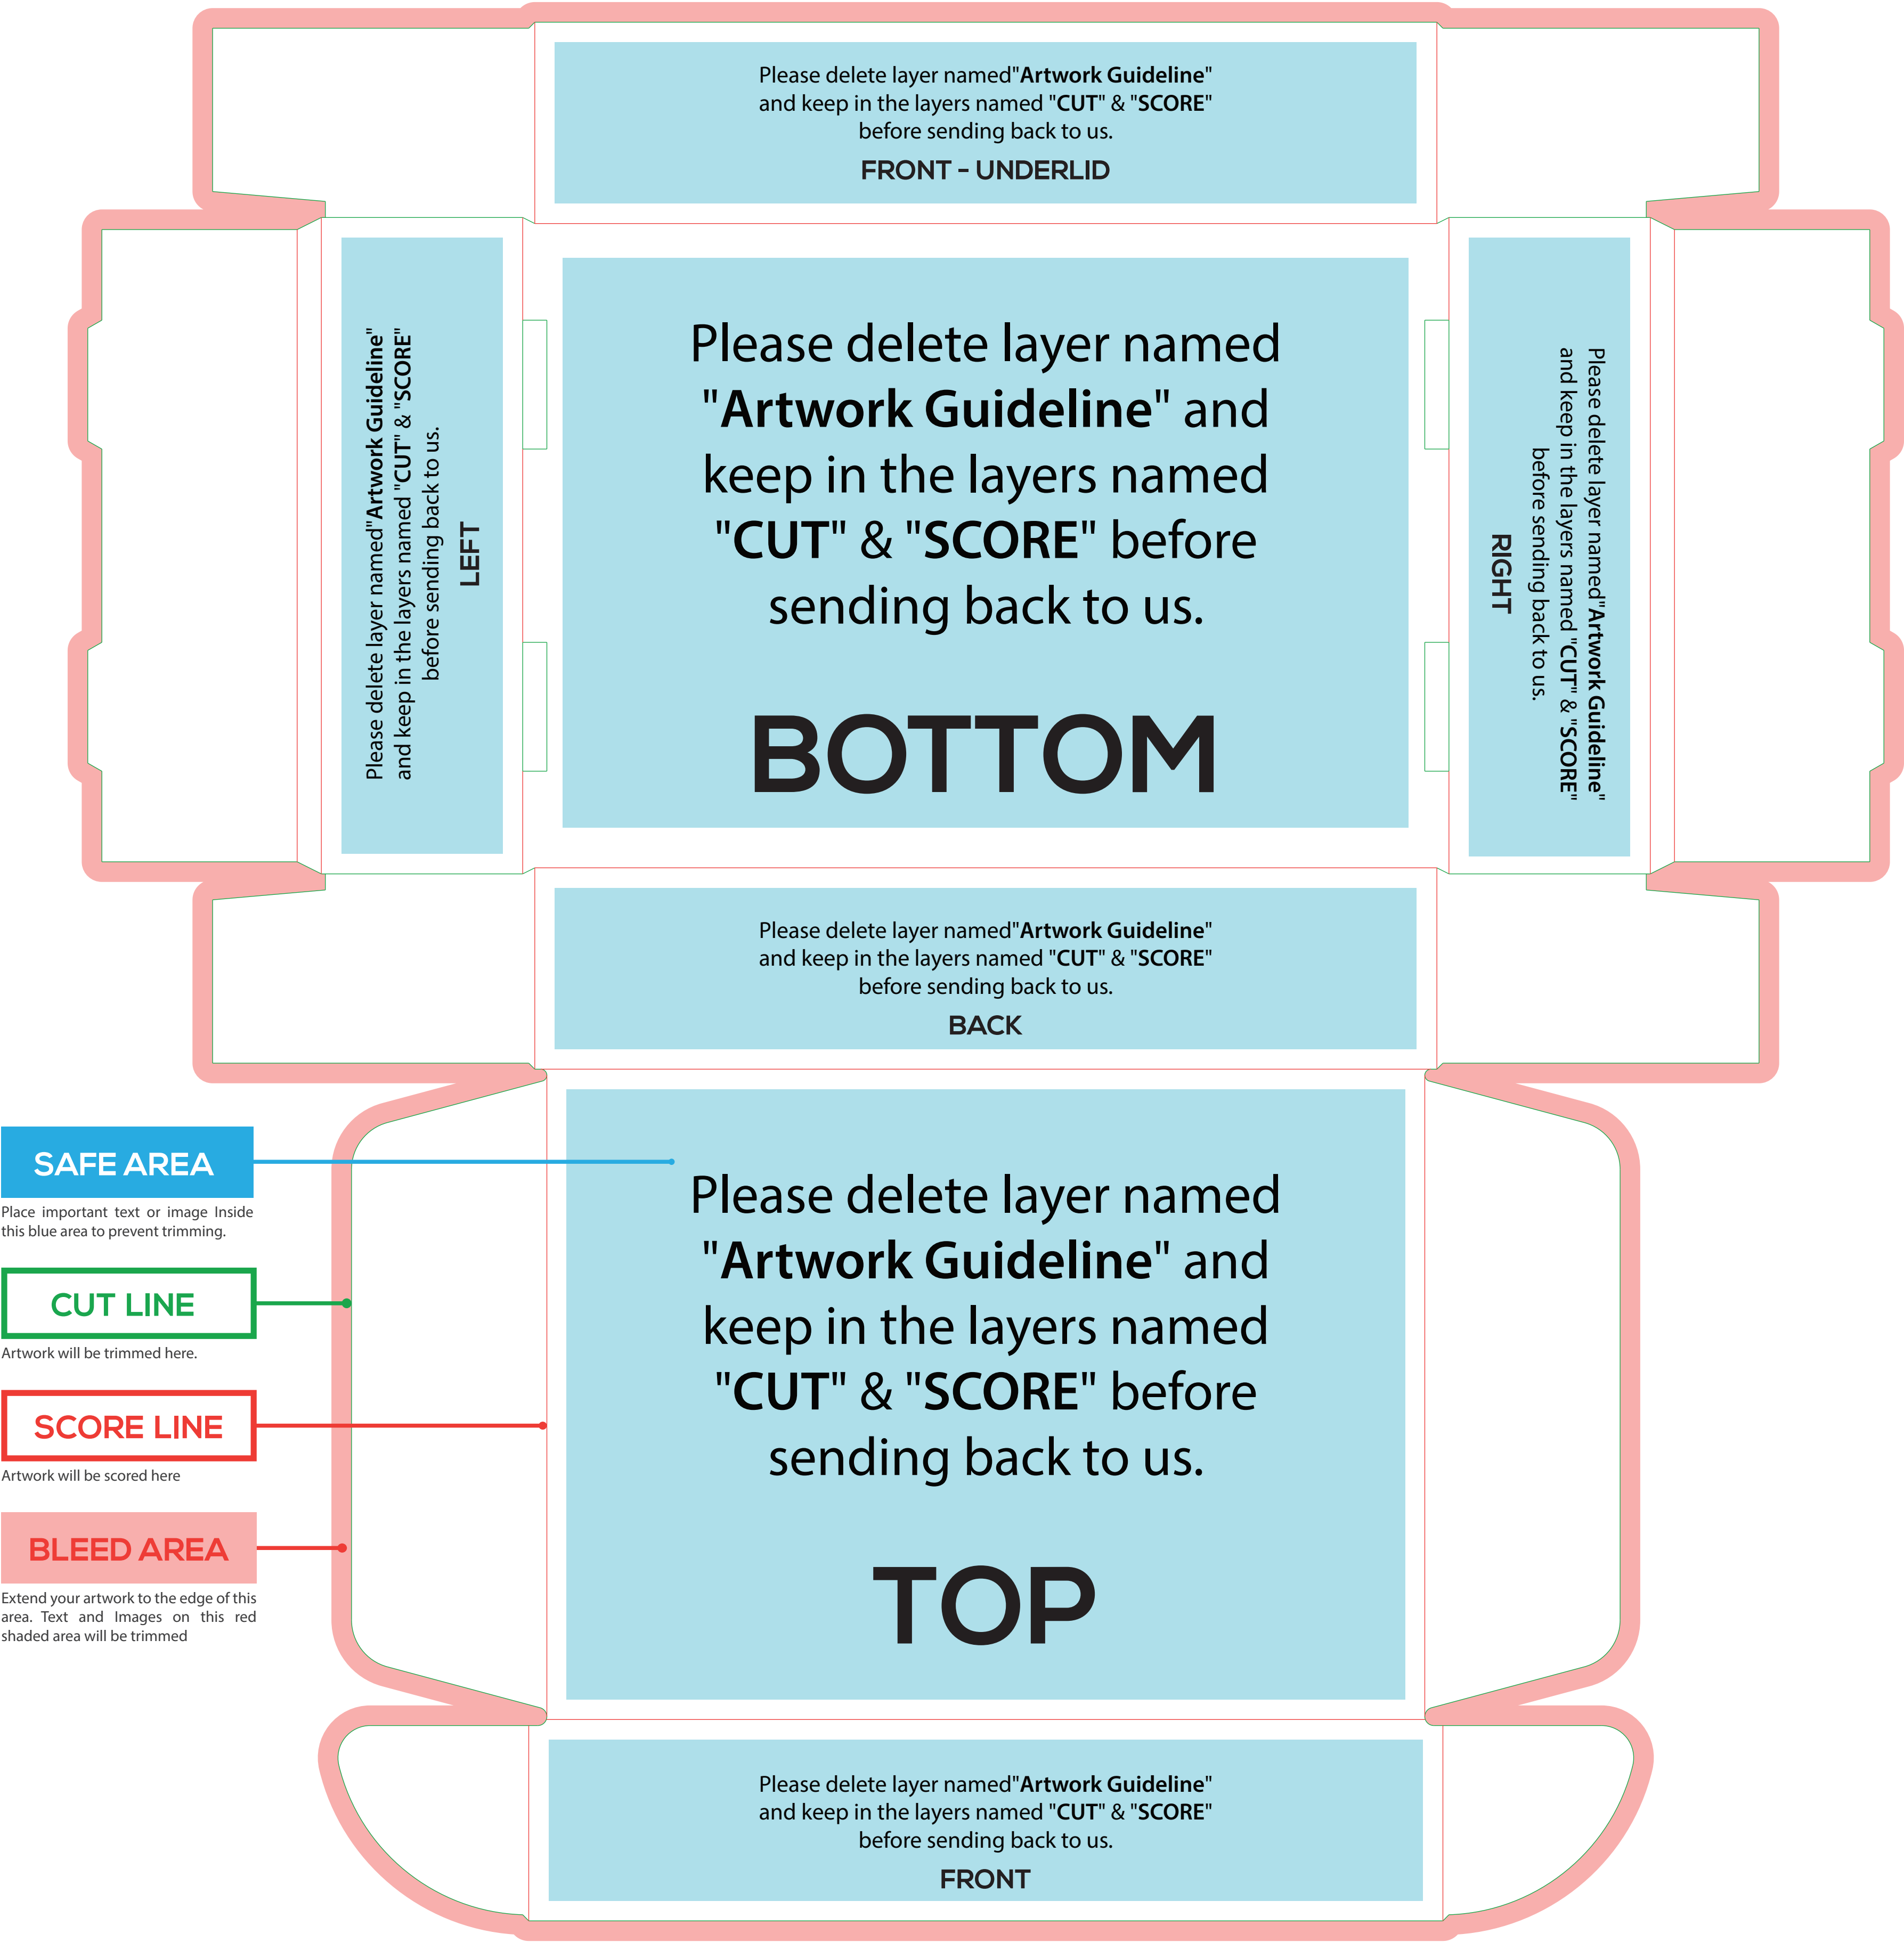 Please delete layer named"Artwork Guideline"
and keep in the layers named "CUT" & "SCORE"
before sending back to us.
FRONT - UNDERLID
Please delete layer named"Artwork Guideline"
and keep in the layers named "CUT" & "SCORE"
before sending back to us.
LEFT
Please delete layer named
"Artwork Guideline" and
keep in the layers named
"CUT" & "SCORE" before
sending back to us.
BOTTOM
Please delete layer named"Artwork Guideline"
and keep in the layers named "CUT" & "SCORE"
before sending back to us.
RIGHT
Please delete layer named"Artwork Guideline"
and keep in the layers named "CUT" & "SCORE"
before sending back to us.
BACK
SAFE AREA
Place important text or image Inside
this blue area to prevent trimming.
CUT LINE
Artwork will be trimmed here.
SCORE LINE
Artwork will be scored here
BLEED AREA
Extend your artwork to the edge of this
area. Text and Images on this red
shaded area will be trimmed
Please delete layer named
"Artwork Guideline" and
keep in the layers named
"CUT" & "SCORE" before
sending back to us.
TOP
Please delete layer named"Artwork Guideline"
and keep in the layers named "CUT" & "SCORE"
before sending back to us.
FRONT